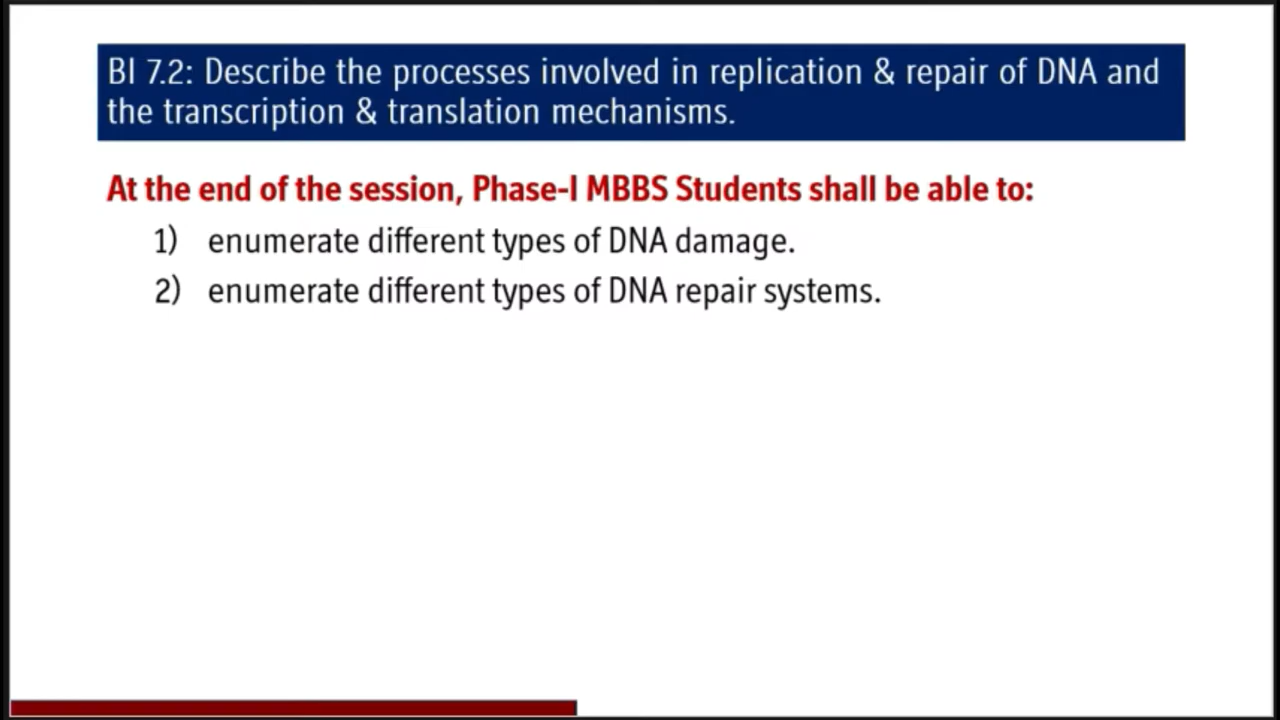 BI 7.2: Describe the processes involved in replication & repair of DNA and
the transcription & translation mechanisms.
At the end of the session, Phase-I MBBS Students shall be able to:
1) enumerate different types of DNA damage.
2) enumerate different types of DNA repair systems.